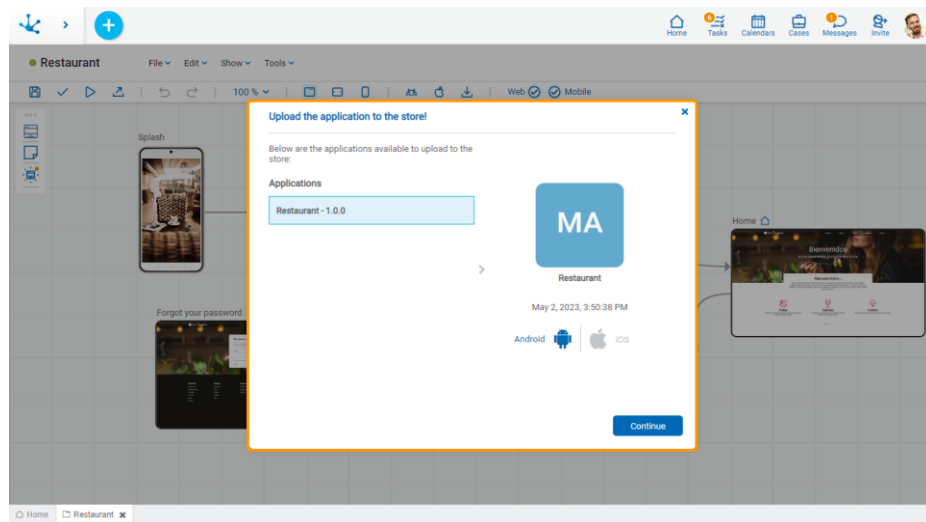 Home
6
Tasks
Calendars
Cases
1
Messages
Invite
Restaurant
File Edit Show Tools
100 %
Web Mobile
Splash
Forgot your password
Upload the application to the store!
Below are the applications available to upload to the
store:
Applications
Restaurant - 1.0.0
MA
Restaurant
May 2, 2023, 3:50:38 PM
Android iOS
Continue
Home
Bienvenidos
Home Restaurant